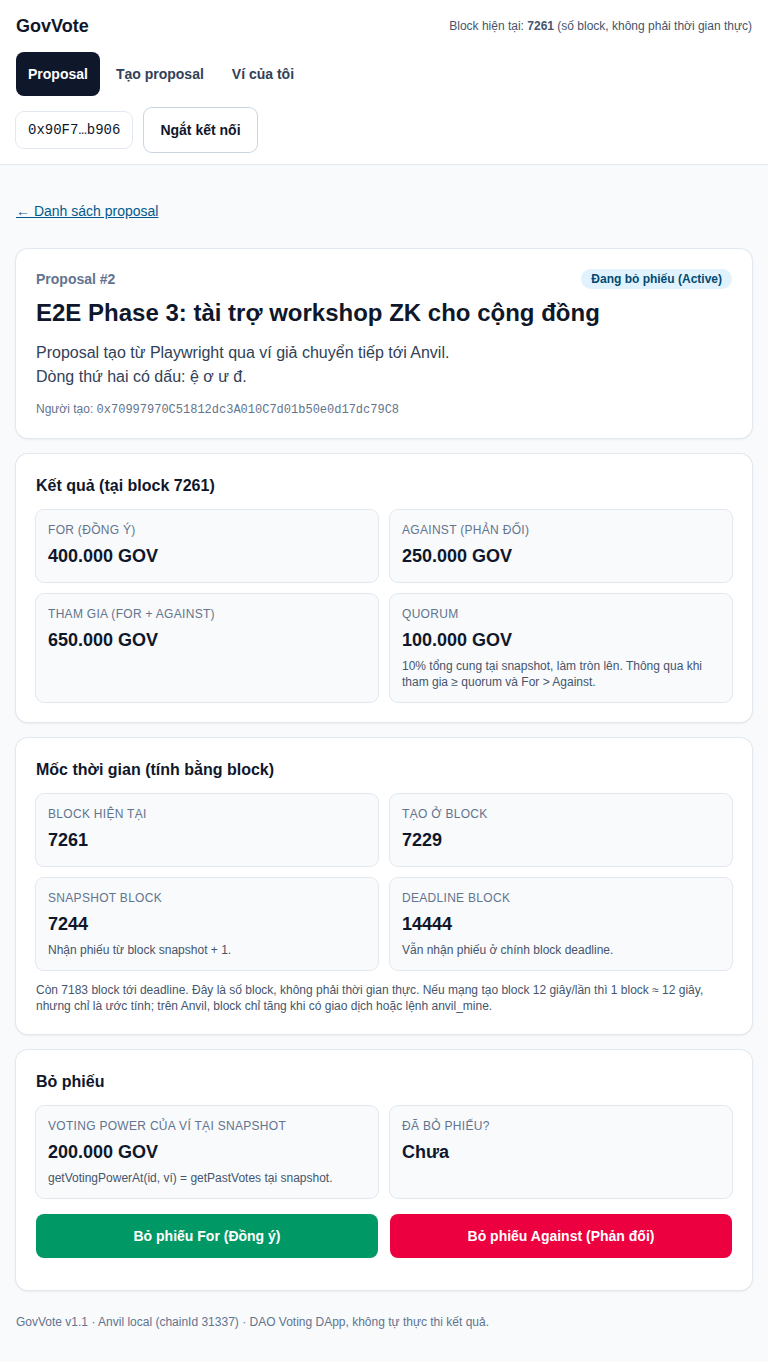 GovVote
Block hiện tại: 7261 (số block, không phải thời gian thực)
Proposal
Tạo proposal
Ví của tôi
0x90F7…b906
Ngắt kết nối
← Danh sách proposal
Proposal #2
Đang bỏ phiếu (Active)
E2E Phase 3: tài trợ workshop ZK cho cộng đồng
Proposal tạo từ Playwright qua ví giả chuyển tiếp tới Anvil.
Dòng thứ hai có dấu: ệ ơ ư đ.
Người tạo: 0x70997970C51812dc3A010C7d01b50e0d17dc79C8
Kết quả (tại block 7261)
FOR (ĐỒNG Ý)
400.000 GOV
AGAINST (PHẢN ĐỐI)
250.000 GOV
THAM GIA (FOR + AGAINST)
650.000 GOV
QUORUM
100.000 GOV
10% tổng cung tại snapshot, làm tròn lên. Thông qua khi
tham gia ≥ quorum và For > Against.
Mốc thời gian (tính bằng block)
BLOCK HIỆN TẠI
7261
TẠO Ở BLOCK
7229
SNAPSHOT BLOCK
7244
Nhận phiếu từ block snapshot + 1.
DEADLINE BLOCK
14444
Vẫn nhận phiếu ở chính block deadline.
Còn 7183 block tới deadline. Đây là số block, không phải thời gian thực. Nếu mạng tạo block 12 giây/lần thì 1 block ≈ 12 giây,
nhưng chỉ là ước tính; trên Anvil, block chỉ tăng khi có giao dịch hoặc lệnh anvil_mine.
Bỏ phiếu
VOTING POWER CỦA VÍ TẠI SNAPSHOT
200.000 GOV
getVotingPowerAt(id, ví) = getPastVotes tại snapshot.
ĐÃ BỎ PHIẾU?
Chưa
Bỏ phiếu For (Đồng ý)
Bỏ phiếu Against (Phản đối)
GovVote v1.1 · Anvil local (chainId 31337) · DAO Voting DApp, không tự thực thi kết quả.